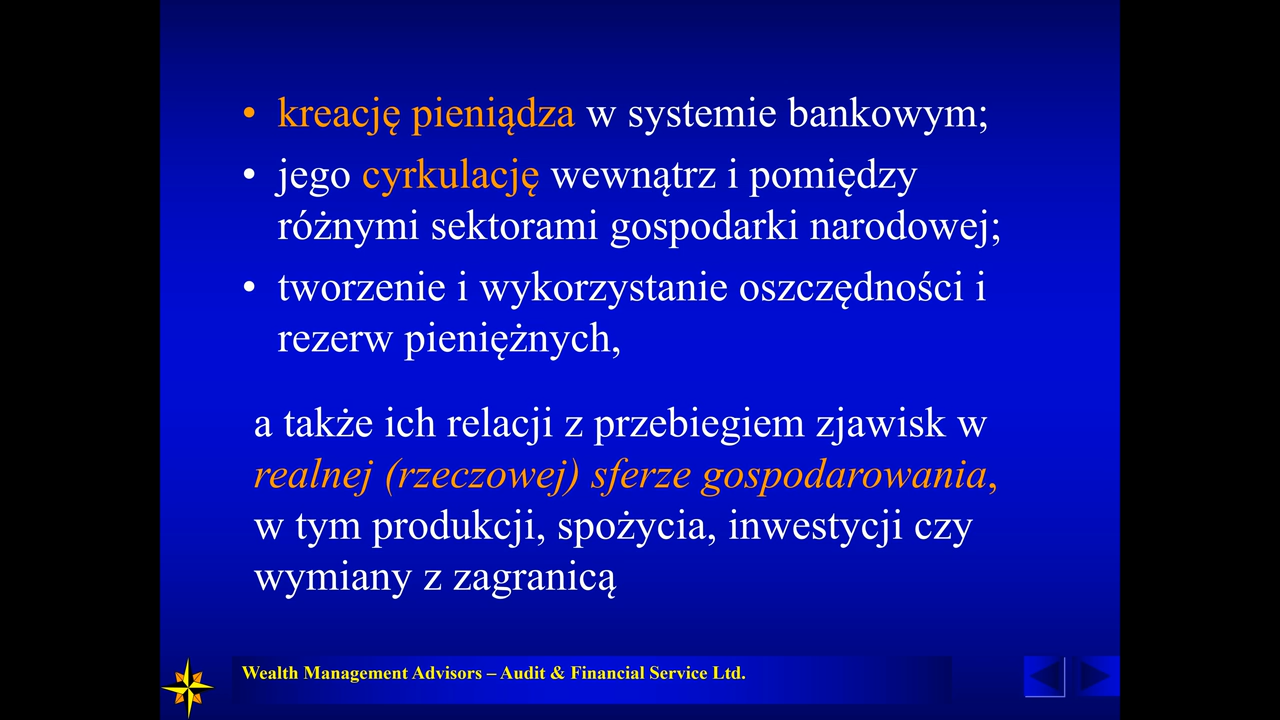 • kreację pieniądza w systemie bankowym;
• jego cyrkulację wewnątrz i pomiędzy
różnymi sektorami gospodarki narodowej;
• tworzenie i wykorzystanie oszczędności i
rezerw pieniężnych,
a także ich relacji z przebiegiem zjawisk w
realnej (rzeczowej) sferze gospodarowania,
w tym produkcji, spożycia, inwestycji czy
wymiany z zagranicą
Wealth Management Advisors – Audit & Financial Service Ltd.